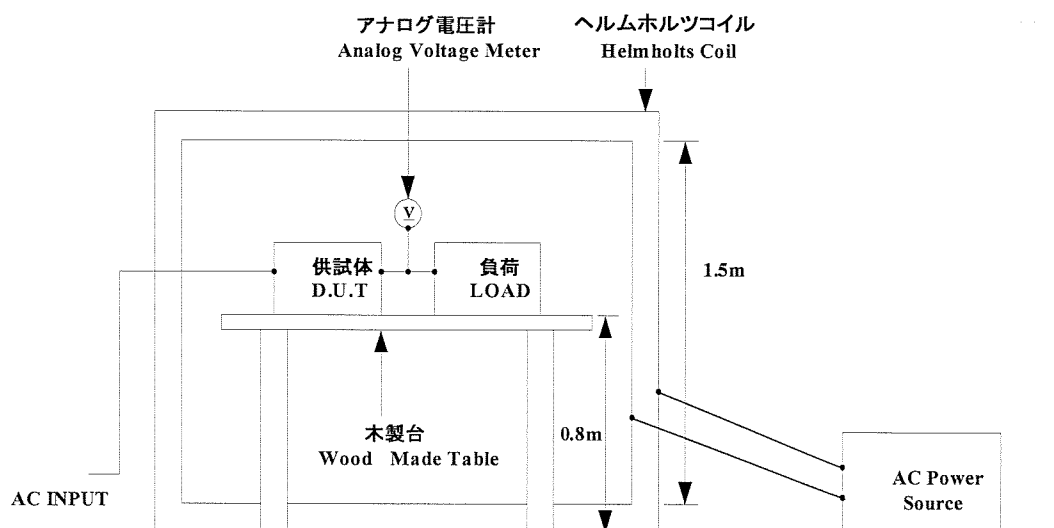 アナログ電圧計
Analog Voltage Meter
ヘルムホルツコイル
Helmholts Coil
V
供試体
D.U.T
負荷
LOAD
1.5m
木製台
Wood Made Table
0.8m
AC INPUT
AC Power
Source